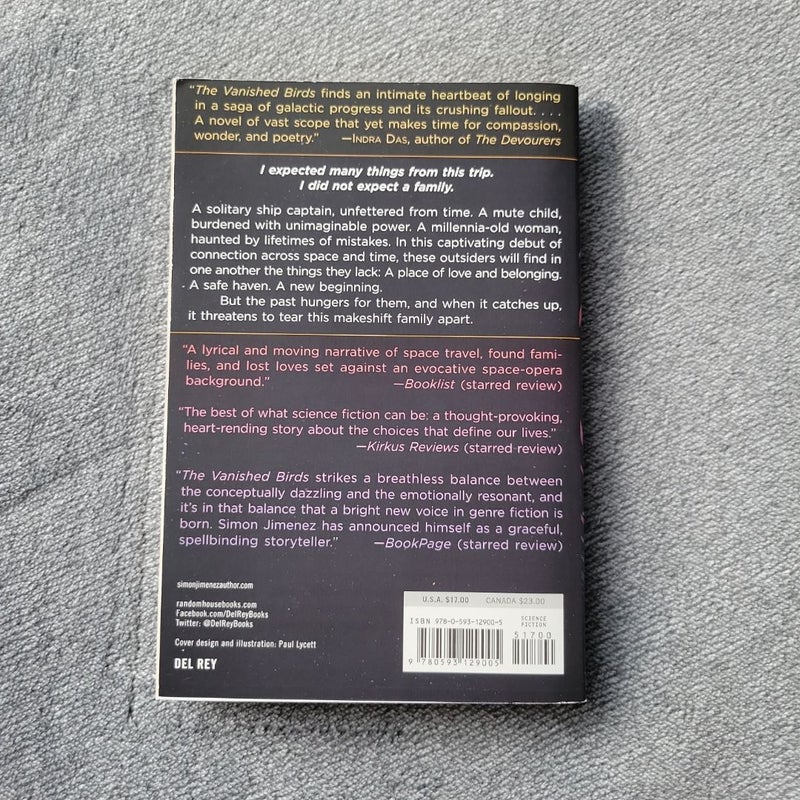 “The Vanished Birds finds an intimate heartbeat of longing
in a saga of galactic progress and its crushing fallout. . . .
A novel of vast scope that yet makes time for compassion,
wonder, and poetry.” —INDRA DAS, author of The Devourers
I expected many things from this trip.
I did not expect a family.
A solitary ship captain, unfettered from time. A mute child,
burdened with unimaginable power. A millennia-old woman,
haunted by lifetimes of mistakes. In this captivating debut of
connection across space and time, these outsiders will find in
one another the things they lack: A place of love and belonging.
A safe haven. A new beginning.
But the past hungers for them, and when it catches up,
it threatens to tear this makeshift family apart.
“A lyrical and moving narrative of space travel, found fami-
lies, and lost loves set against an evocative space-opera
background.” —Booklist (starred review)
“The best of what science fiction can be: a thought-provoking,
heart-rending story about the choices that define our lives.”
—Kirkus Reviews (starred review)
“The Vanished Birds strikes a breathless balance between
the conceptually dazzling and the emotionally resonant, and
it’s in that balance that a bright new voice in genre fiction is
born. Simon Jimenez has announced himself as a graceful,
spellbinding storyteller.” —BookPage (starred review)
simonjimenezauthor.com
randomhousebooks.com
Facebook.com/DelReyBooks
Twitter: @DelReyBooks
Cover design and illustration: Paul Lycett
DEL REY
U.S.A. $17.00 CANADA $23.00
ISBN 978-0-593-12900-5
SCIENCE
FICTION
51700
9 780593 129005